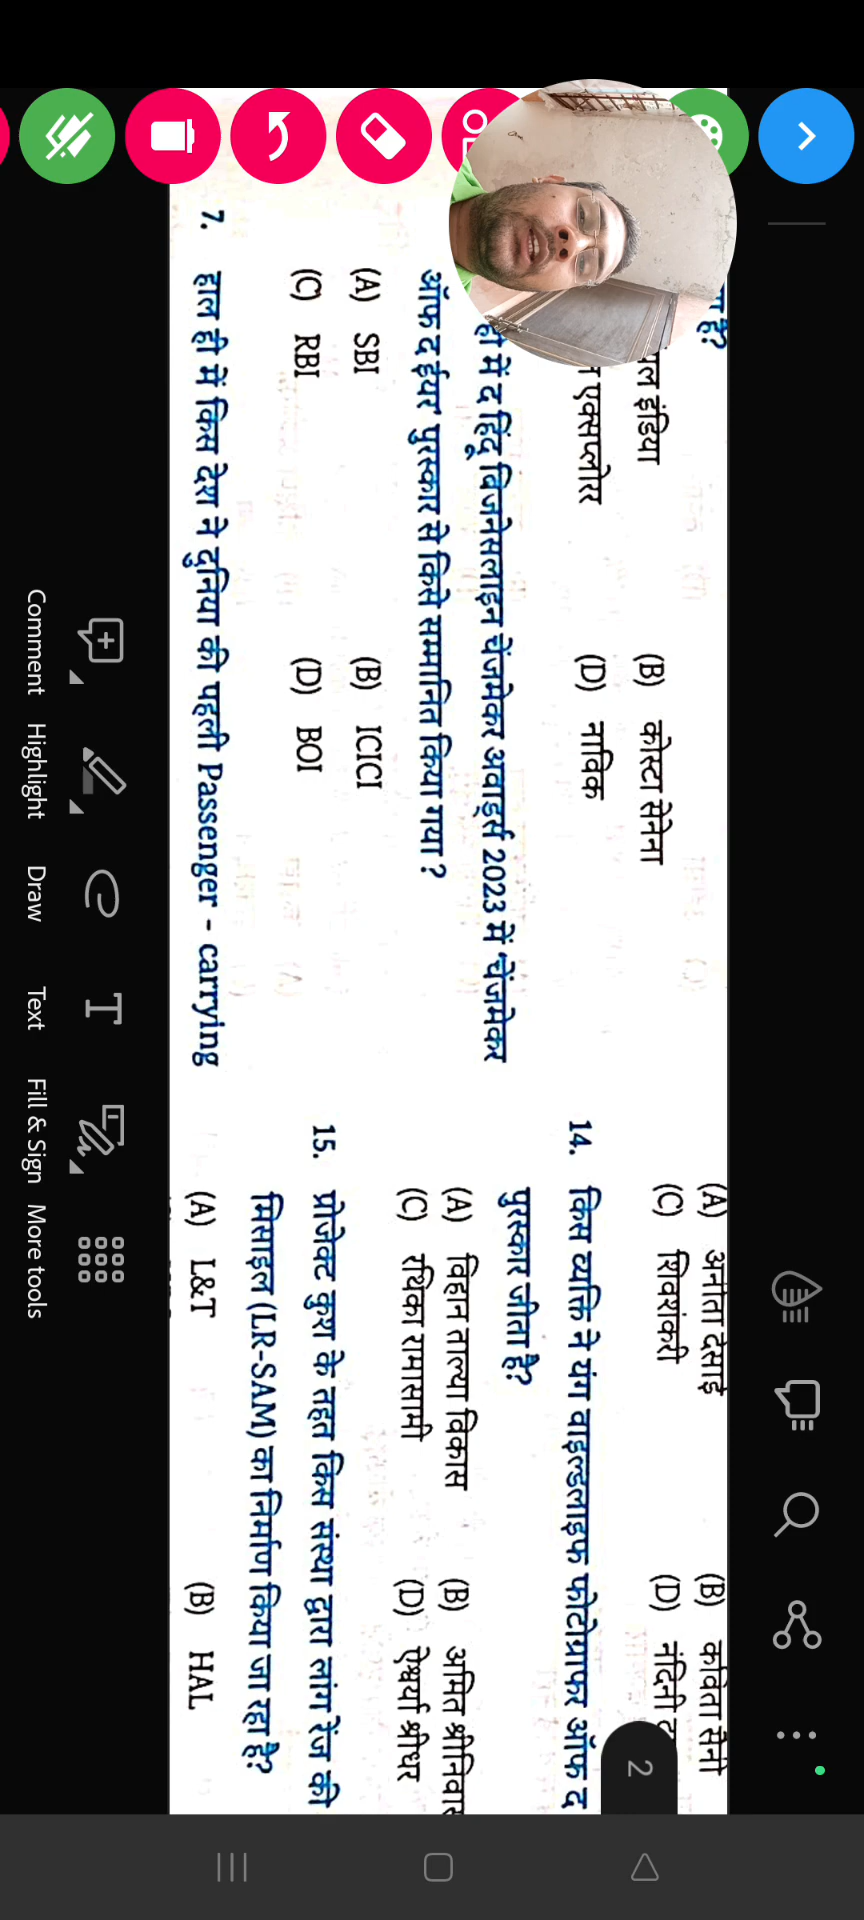 है?
इंडिया
(B) कोस्टा सेरेना
एक्सप्लोरर
(D) नाविक
ही में द हिंदू बिजनेसलाइन चेंजमेकर अवार्ड्स 2023 में 'चेंजमेकर
ऑफ द ईयर' पुरस्कार से किसे सम्मानित किया गया ?
(A) SBI
(B) ICICI
(C) RBI
(D) BOI
7. हाल ही में किस देश ने दुनिया की पहली Passenger - carrying
(A) अनीता देसाई
(B) कविता सैनी
(C) शिवशंकरी
(D) नंदिनी
14. किस व्यक्ति ने यंग वाइल्डलाइफ फोटोग्राफर ऑफ द
पुरस्कार जीता है?
(A) विहान ताल्या विकास
(B) अमित श्रीनिवास
(C) रथिका रामासामी
(D) ऐश्वर्या श्रीधर
15. प्रोजेक्ट कुश के तहत किस संस्था द्वारा लांग रेंज की
मिसाइल (LR-SAM) का निर्माण किया जा रहा है?
(A) L&T
(B) HAL
2
Comment Highlight Draw Text Fill & Sign More tools